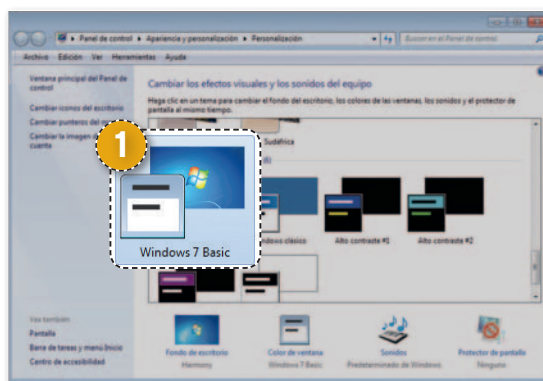 Panel de control ▸ Apariencia y personalización ▸ Personalización
Buscar en el Panel de control
Archivo Edición Ver Herramientas Ayuda
Ventana principal del Panel de
control
Cambiar iconos del escritorio
Cambiar punteros del
Cambiar la imagen
cuenta
Cambiar los efectos visuales y los sonidos del equipo
Haga clic en un tema para cambiar el fondo del escritorio, los colores de las ventanas, los sonidos y el protector de
pantalla al mismo tiempo.
Sudáfrica
1
Windows 7 Basic
clásico
Alto contraste #1
Alto contraste #2
Vea también
Pantalla
Barra de tareas y menú Inicio
Centro de accesibilidad
Fondo de escritorio
Harmony
Color de ventana
Windows 7 Basic
Sonidos
Predeterminado de Windows
Protector de pantalla
Ninguno